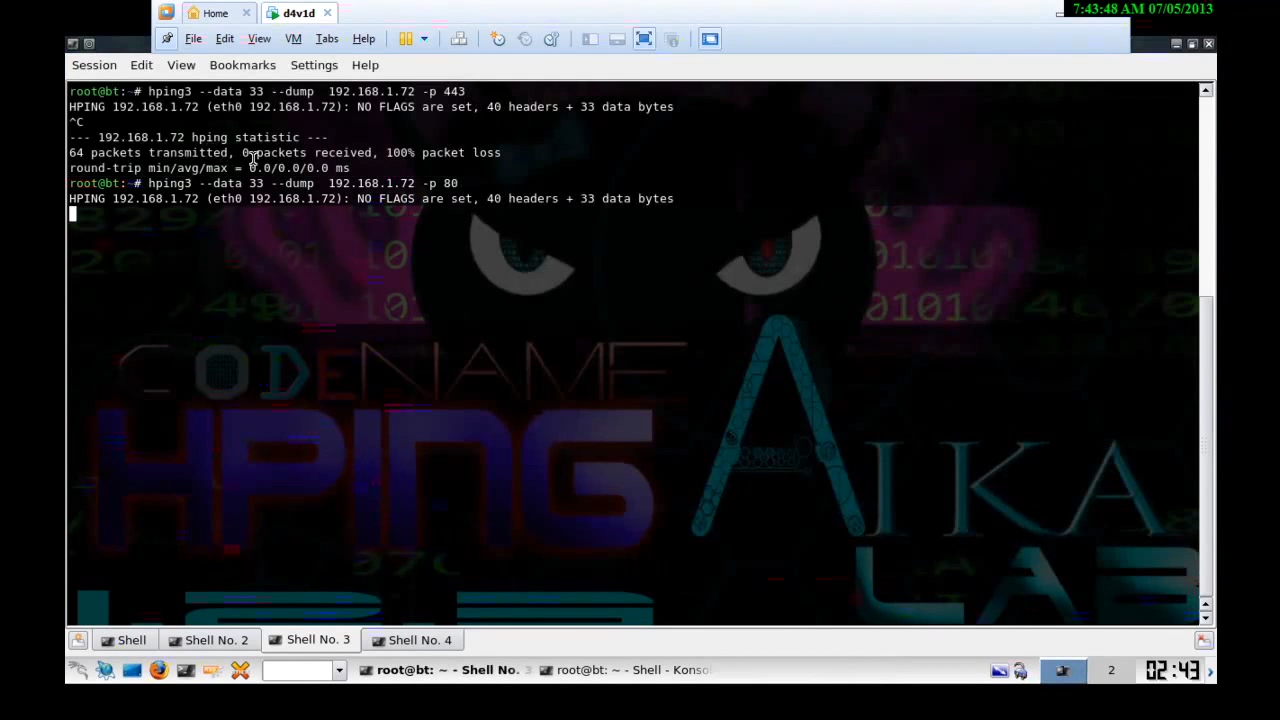 7:43:48 AM 07/05/2013
Home
d4v1d
File Edit View VM Tabs Help
Session Edit View Bookmarks Settings Help
root@bt:~# hping3 --data 33 --dump  192.168.1.72 -p 443
HPING 192.168.1.72 (eth0 192.168.1.72): NO FLAGS are set, 40 headers + 33 data bytes
^C
--- 192.168.1.72 hping statistic ---
64 packets transmitted, 0 packets received, 100% packet loss
round-trip min/avg/max = 0.0/0.0/0.0 ms
root@bt:~# hping3 --data 33 --dump  192.168.1.72 -p 80
HPING 192.168.1.72 (eth0 192.168.1.72): NO FLAGS are set, 40 headers + 33 data bytes
CODENAME
HPING
AIKA
LAB
Shell
Shell No. 2
Shell No. 3
Shell No. 4
root@bt: ~ - Shell No. 3
root@bt: ~ - Shell - Konso
2
02:43